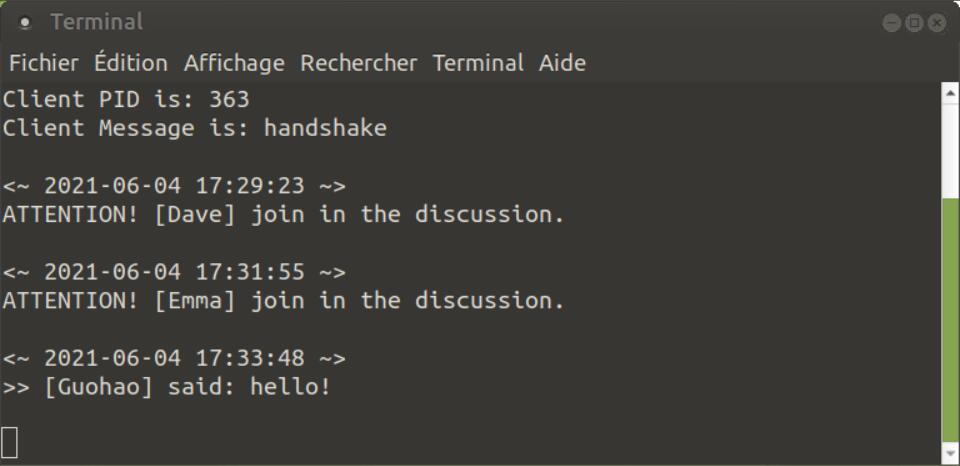 Terminal
Fichier Édition Affichage Rechercher Terminal Aide
Client PID is: 363
Client Message is: handshake
<~ 2021-06-04 17:29:23 ~>
ATTENTION! [Dave] join in the discussion.
<~ 2021-06-04 17:31:55 ~>
ATTENTION! [Emma] join in the discussion.
<~ 2021-06-04 17:33:48 ~>
>> [Guohao] said: hello!